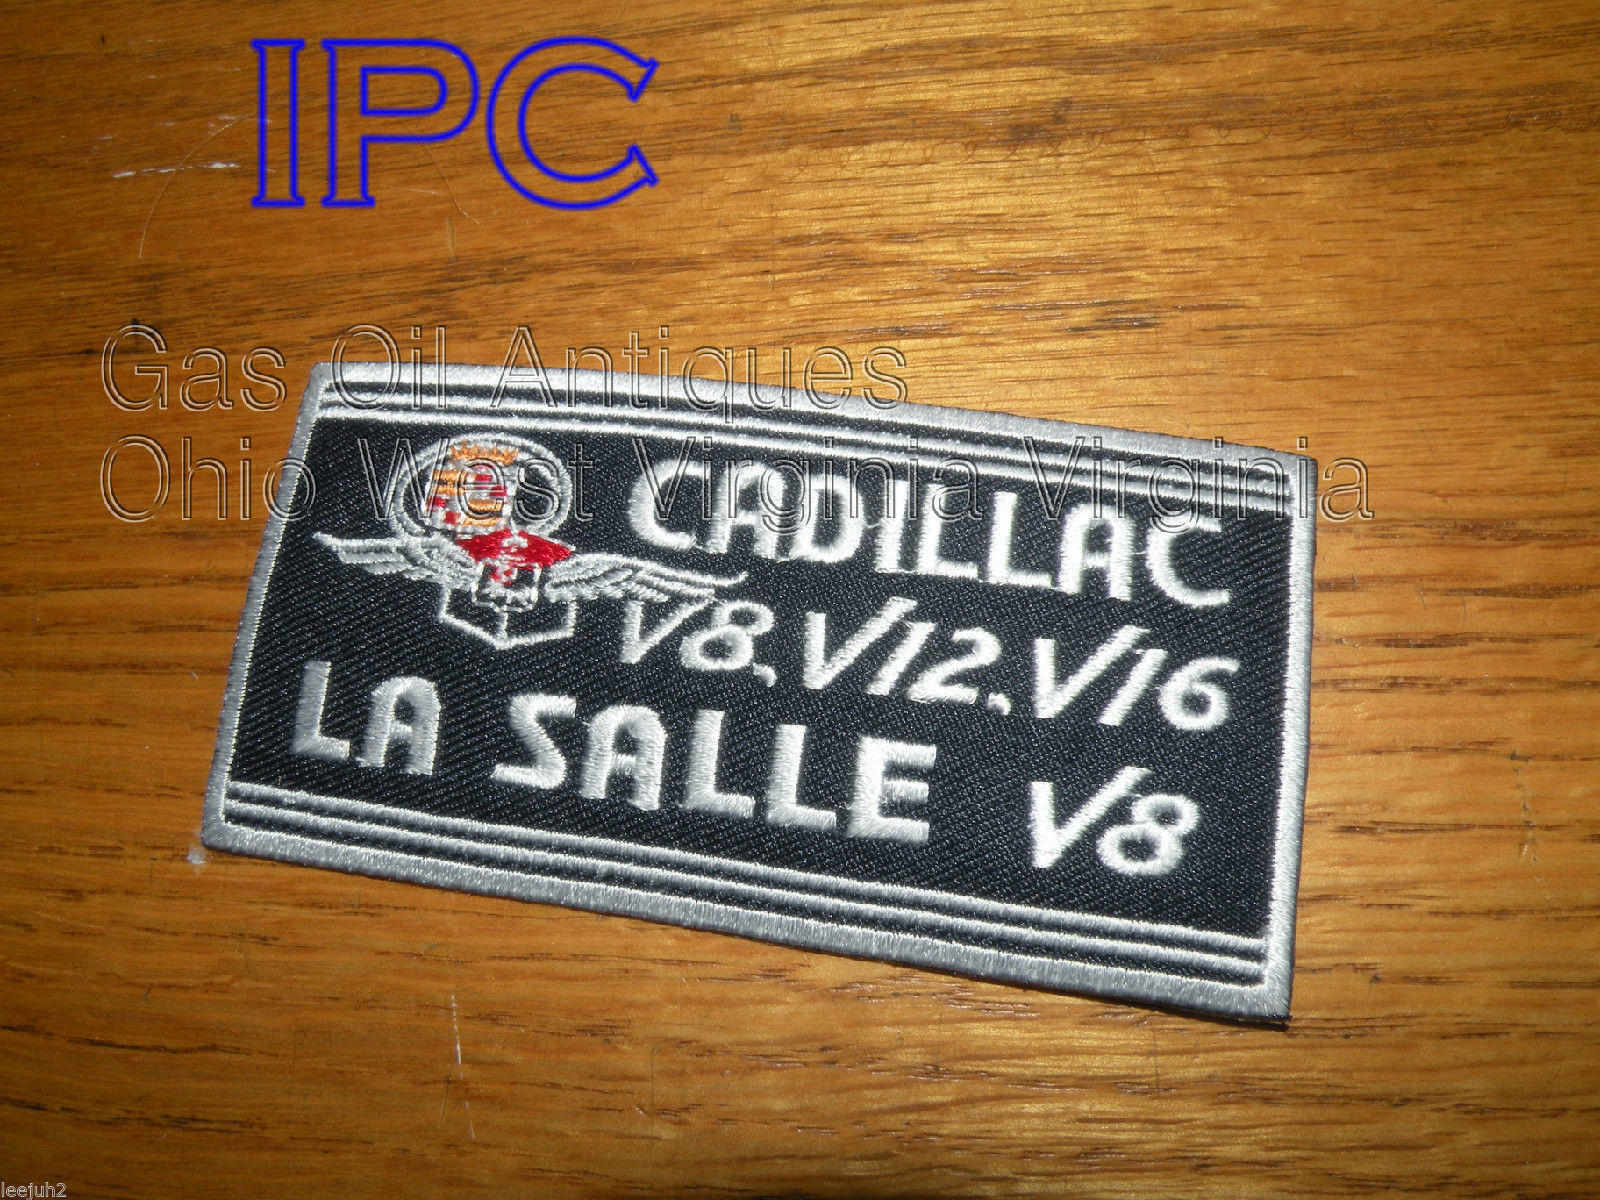 IPC
Gas Oil Antiques
Ohio West Virginia Virginia
CADILLAC
V8, V12, V16
LA SALLE V8
leejuh2